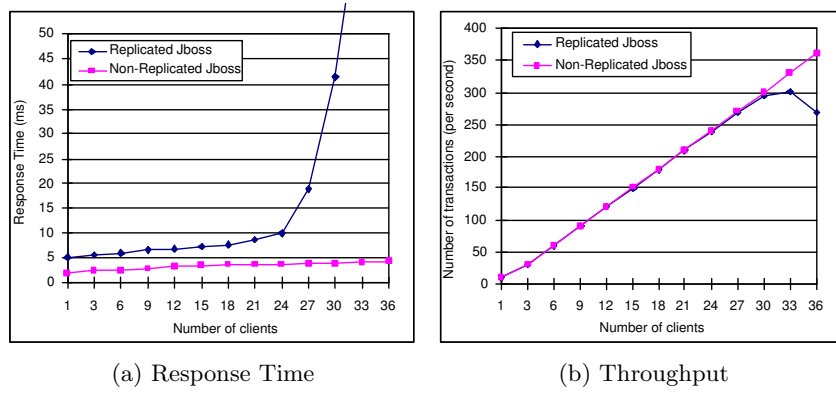 50
45
40
35
30
25
20
15
10
5
0
Response Time (ms)
Replicated Jboss
Non-Replicated Jboss
1 3 6 9 12 15 18 21 24 27 30 33 36
Number of clients
(a) Response Time
400
350
300
250
200
150
100
50
0
Number of transactions (per second)
Replicated Jboss
Non-Replicated Jboss
1 3 6 9 12 15 18 21 24 27 30 33 36
Number of clients
(b) Throughput